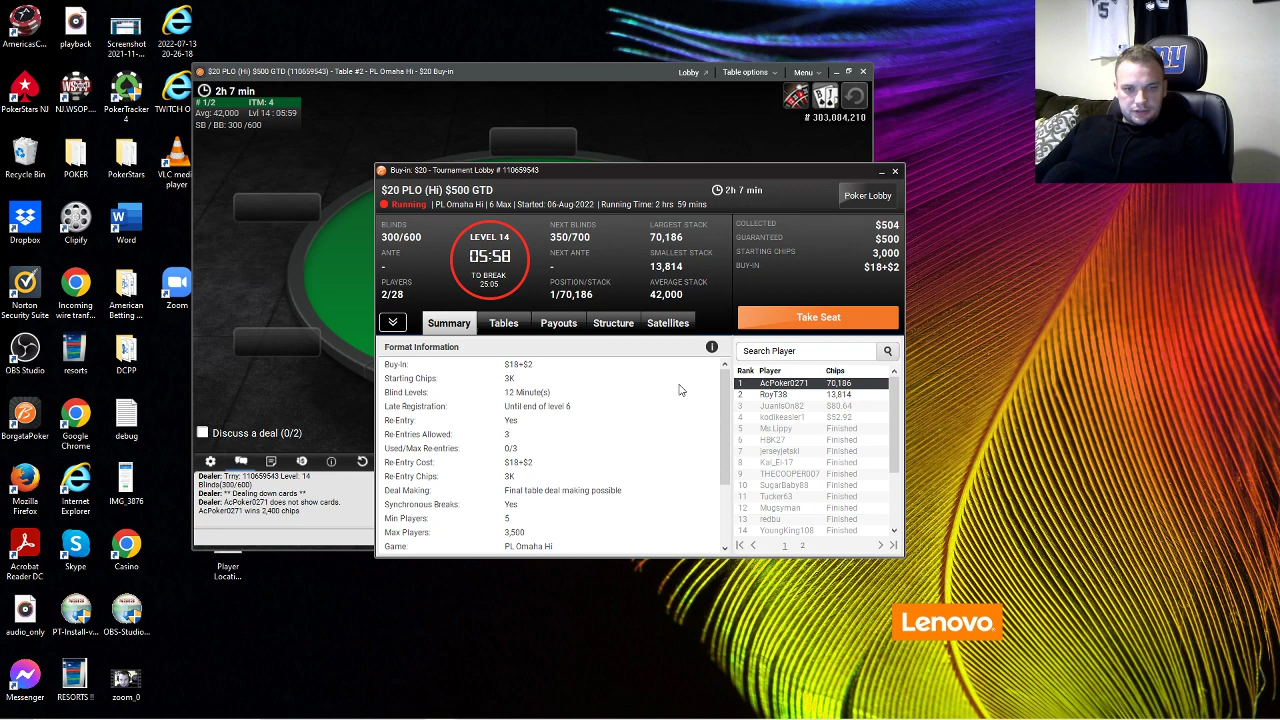 AmericasC...
playback
Screenshot
2021-11-...
2022-07-13
20-26-18
PokerStars NJ
NJ.WSOP....
PokerTracker
4
TWITCH O
Recycle Bin
POKER
PokerStars
VLC media
player
Dropbox
Clipify
Word
Norton
Security Suite
Incoming
wire tranf...
American
Betting ...
Zoom
OBS Studio
resorts
DCPP
BorgataPoker
Google
Chrome
debug
Mozilla
Firefox
Internet
Explorer
IMG_3876
Acrobat
Reader DC
Skype
Casino
Player
Locati...
audio_only
PT-Install-v...
OBS-Studio...
Messenger
RESORTS !!
zoom_0
$20 PLO (Hi) $500 GTD (110659543) - Table #2 - PL Omaha Hi - $20 Buy-in
Lobby
Table options
Menu
2h 7 min
# 1/2 ITM: 4
Avg: 42,000 Lvl 14 : 05:59
SB / BB: 300 /600
# 303,004,210
Discuss a deal (0/2)
Dealer: Trny: 110659543 Level: 14
Blinds(300/600)
Dealer: ** Dealing down cards **
Dealer: AcPoker0271 does not show cards.
AcPoker0271 wins 2,400 chips
Buy-in: $20 - Tournament Lobby # 110659543
$20 PLO (Hi) $500 GTD
2h 7 min
Poker Lobby
Running | PL Omaha Hi | 6 Max | Started: 06-Aug-2022 | Running Time: 2 hrs 59 mins
BLINDS
300/600
ANTE
-
PLAYERS
2/28
LEVEL 14
05:58
TO BREAK
25:05
NEXT BLINDS
350/700
NEXT ANTE
-
POSITION/STACK
1/70,186
LARGEST STACK
70,186
SMALLEST STACK
13,814
AVERAGE STACK
42,000
COLLECTED $504
GUARANTEED $500
STARTING CHIPS 3,000
BUY-IN $18+$2
Take Seat
Summary Tables Payouts Structure Satellites
Format Information
Buy-In: $18+$2
Starting Chips: 3K
Blind Levels: 12 Minute(s)
Late Registration: Until end of level 6
Re-Entry: Yes
Re-Entries Allowed: 3
Used/Max Re-entries: 0/3
Re-Entry Cost: $18+$2
Re-Entry Chips: 3K
Deal Making: Final table deal making possible
Synchronous Breaks: Yes
Min Players: 5
Max Players: 3,500
Game: PL Omaha Hi
Search Player
Rank Player Chips
1 AcPoker0271 70,186
2 RoyT38 13,814
3 JuanIsOn82 $80.64
4 kodikeasler1 $52.92
5 Ms.Lippy Finished
6 HBK27 Finished
7 jerseyjetski Finished
8 Kal_El-17 Finished
9 THECOOPER007 Finished
10 SugarBaby88 Finished
11 Tucker63 Finished
12 Mugsyman Finished
13 redbu Finished
14 YoungKing108 Finished
1 2
Lenovo